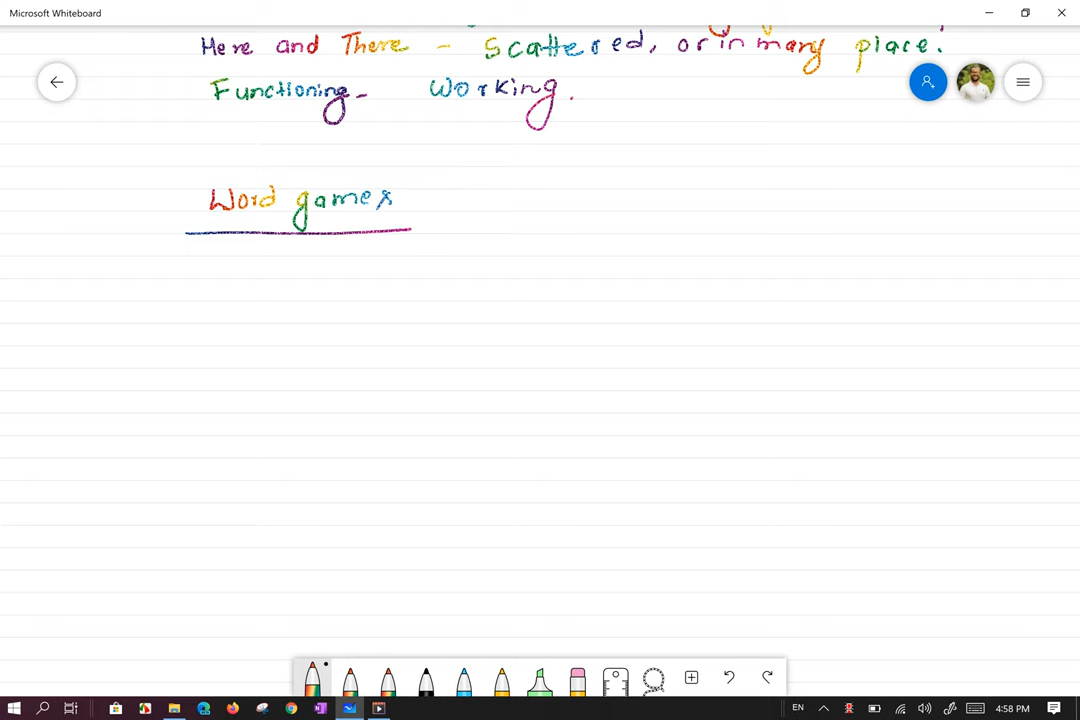 Microsoft Whiteboard
Here and There - Scattered, or in many place.
Functioning - Working.
Word games
EN
4:58 PM